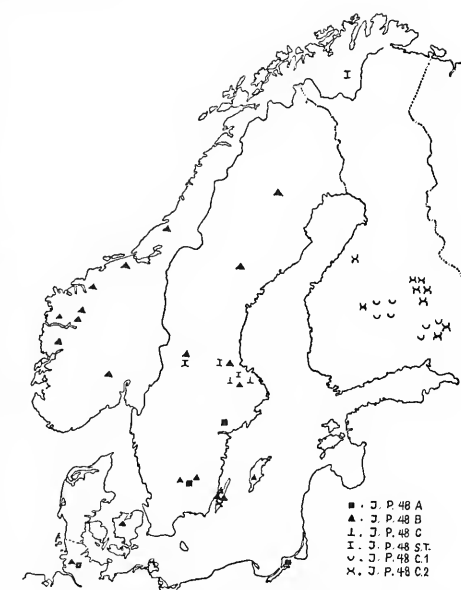 ■ . J. P. 48 A
▲ . J. P. 48 B
⊥ . J. P. 48 C
I . J. P. 48 S.T.
◡ . J. P. 48 C.1
H . J. P. 48 C.2